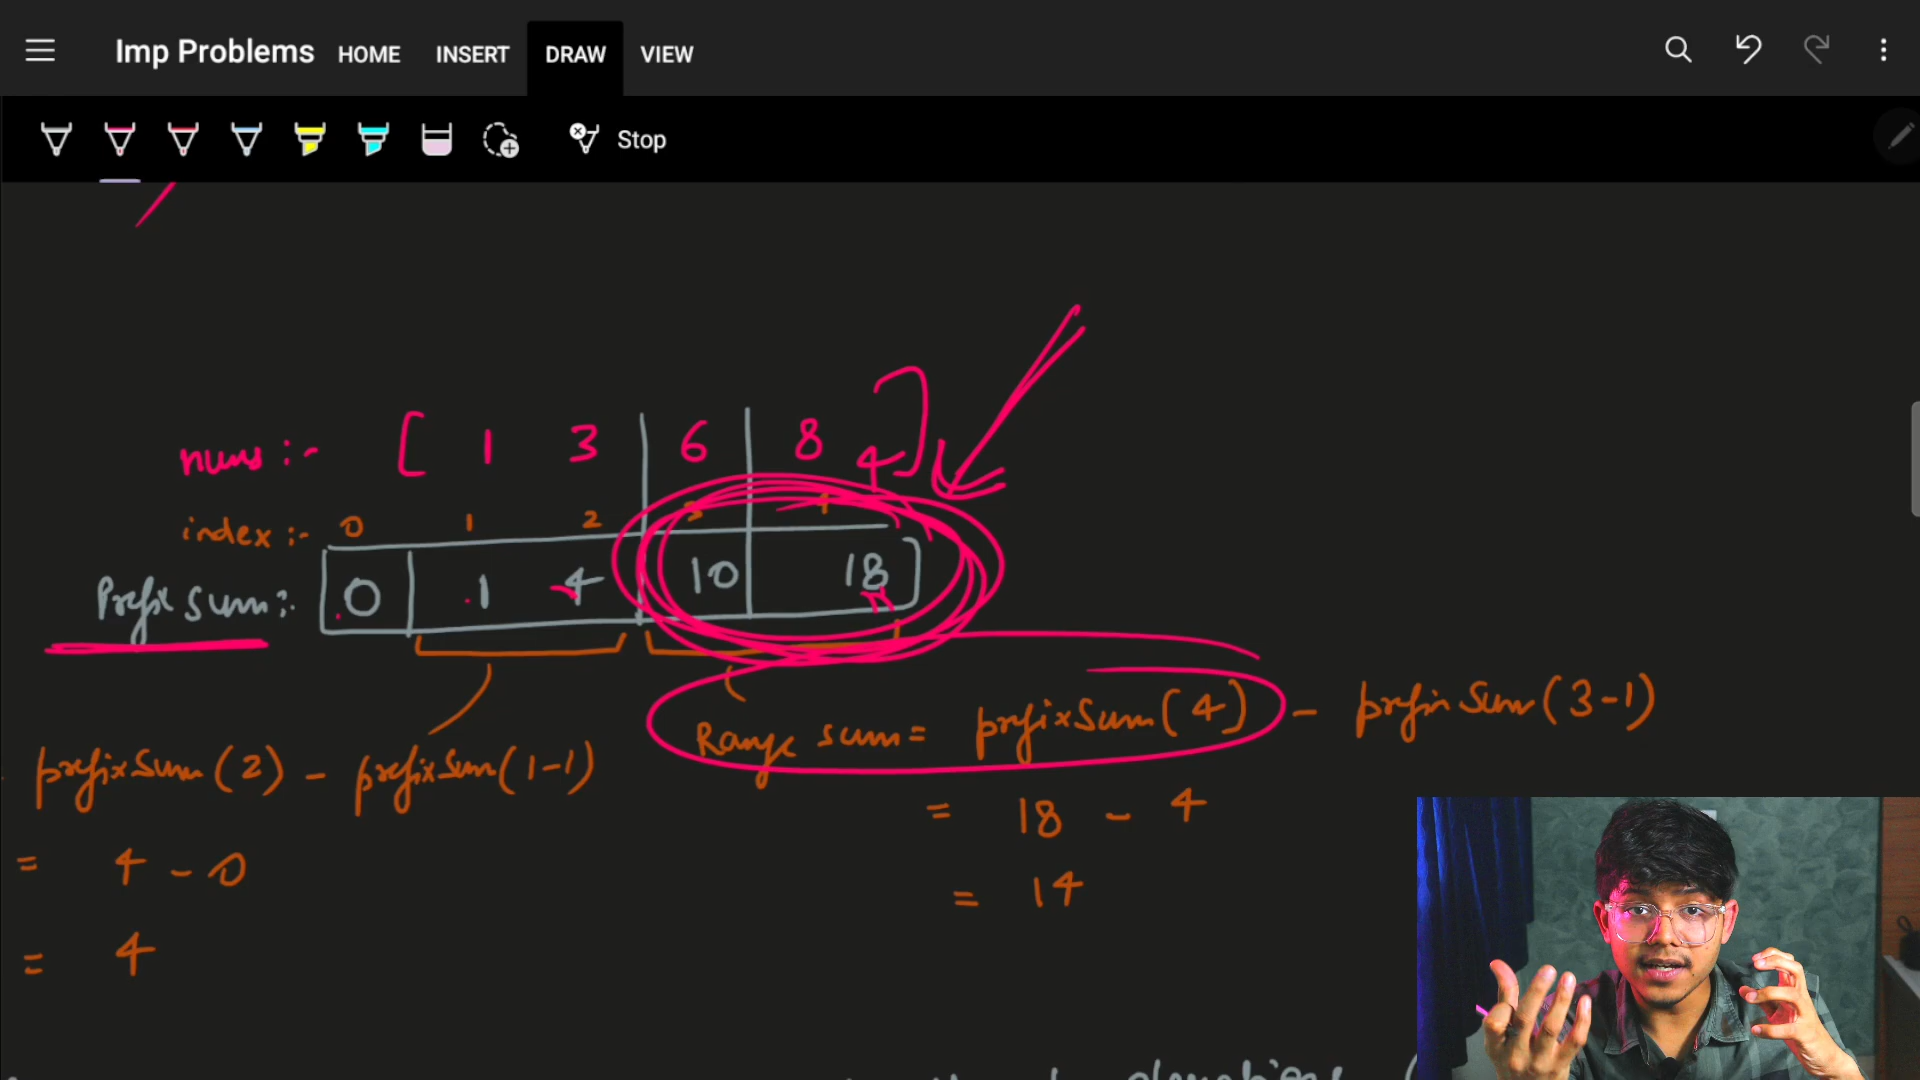 Imp Problems HOME INSERT DRAW VIEW
Stop
nums :- [ 1 3 6 8 4 ]
index :- 0 1 2 3 4
Prefix sum :- 0 1 4 10 18
Range sum = prefixSum(4) - prefixSum(3-1)
prefixSum(2) - prefixSum(1-1)
= 18 - 4
= 4 - 0
= 14
= 4